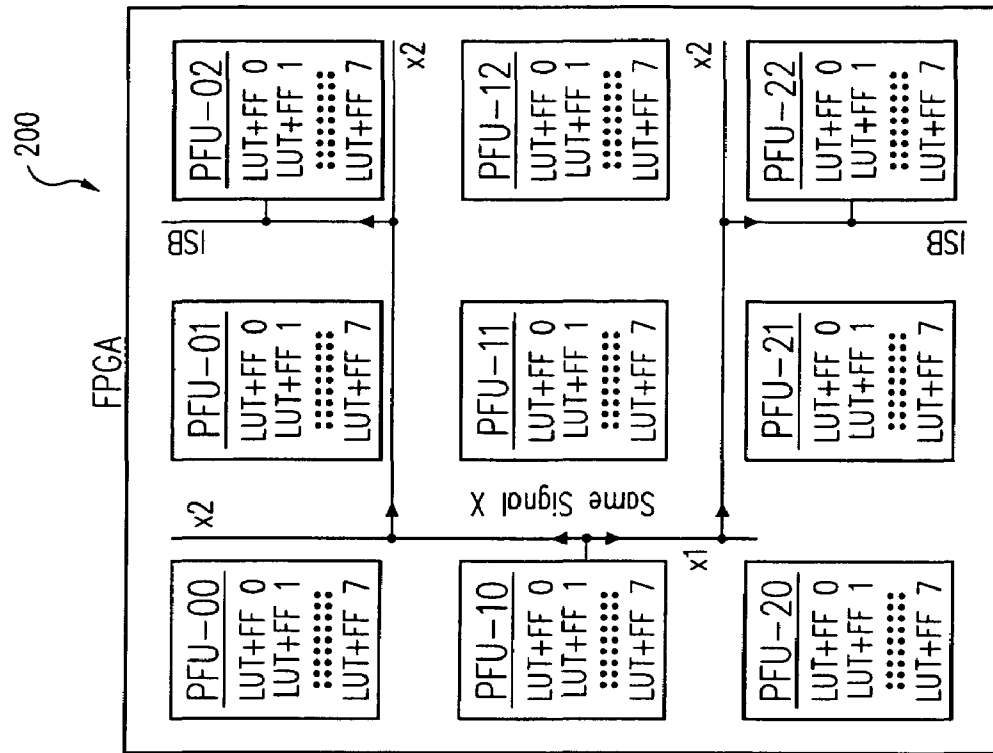 200
FPGA
PFU-00
LUT+FF 0
LUT+FF 1
LUT+FF 7
x2
PFU-01
LUT+FF 0
LUT+FF 1
LUT+FF 7
ISB
PFU-02
LUT+FF 0
LUT+FF 1
LUT+FF 7
x2
PFU-10
LUT+FF 0
LUT+FF 1
LUT+FF 7
Same Signal X
PFU-11
LUT+FF 0
LUT+FF 1
LUT+FF 7
PFU-12
LUT+FF 0
LUT+FF 1
LUT+FF 7
x1
x2
PFU-20
LUT+FF 0
LUT+FF 1
LUT+FF 7
PFU-21
LUT+FF 0
LUT+FF 1
LUT+FF 7
PFU-22
LUT+FF 0
LUT+FF 1
LUT+FF 7
ISB